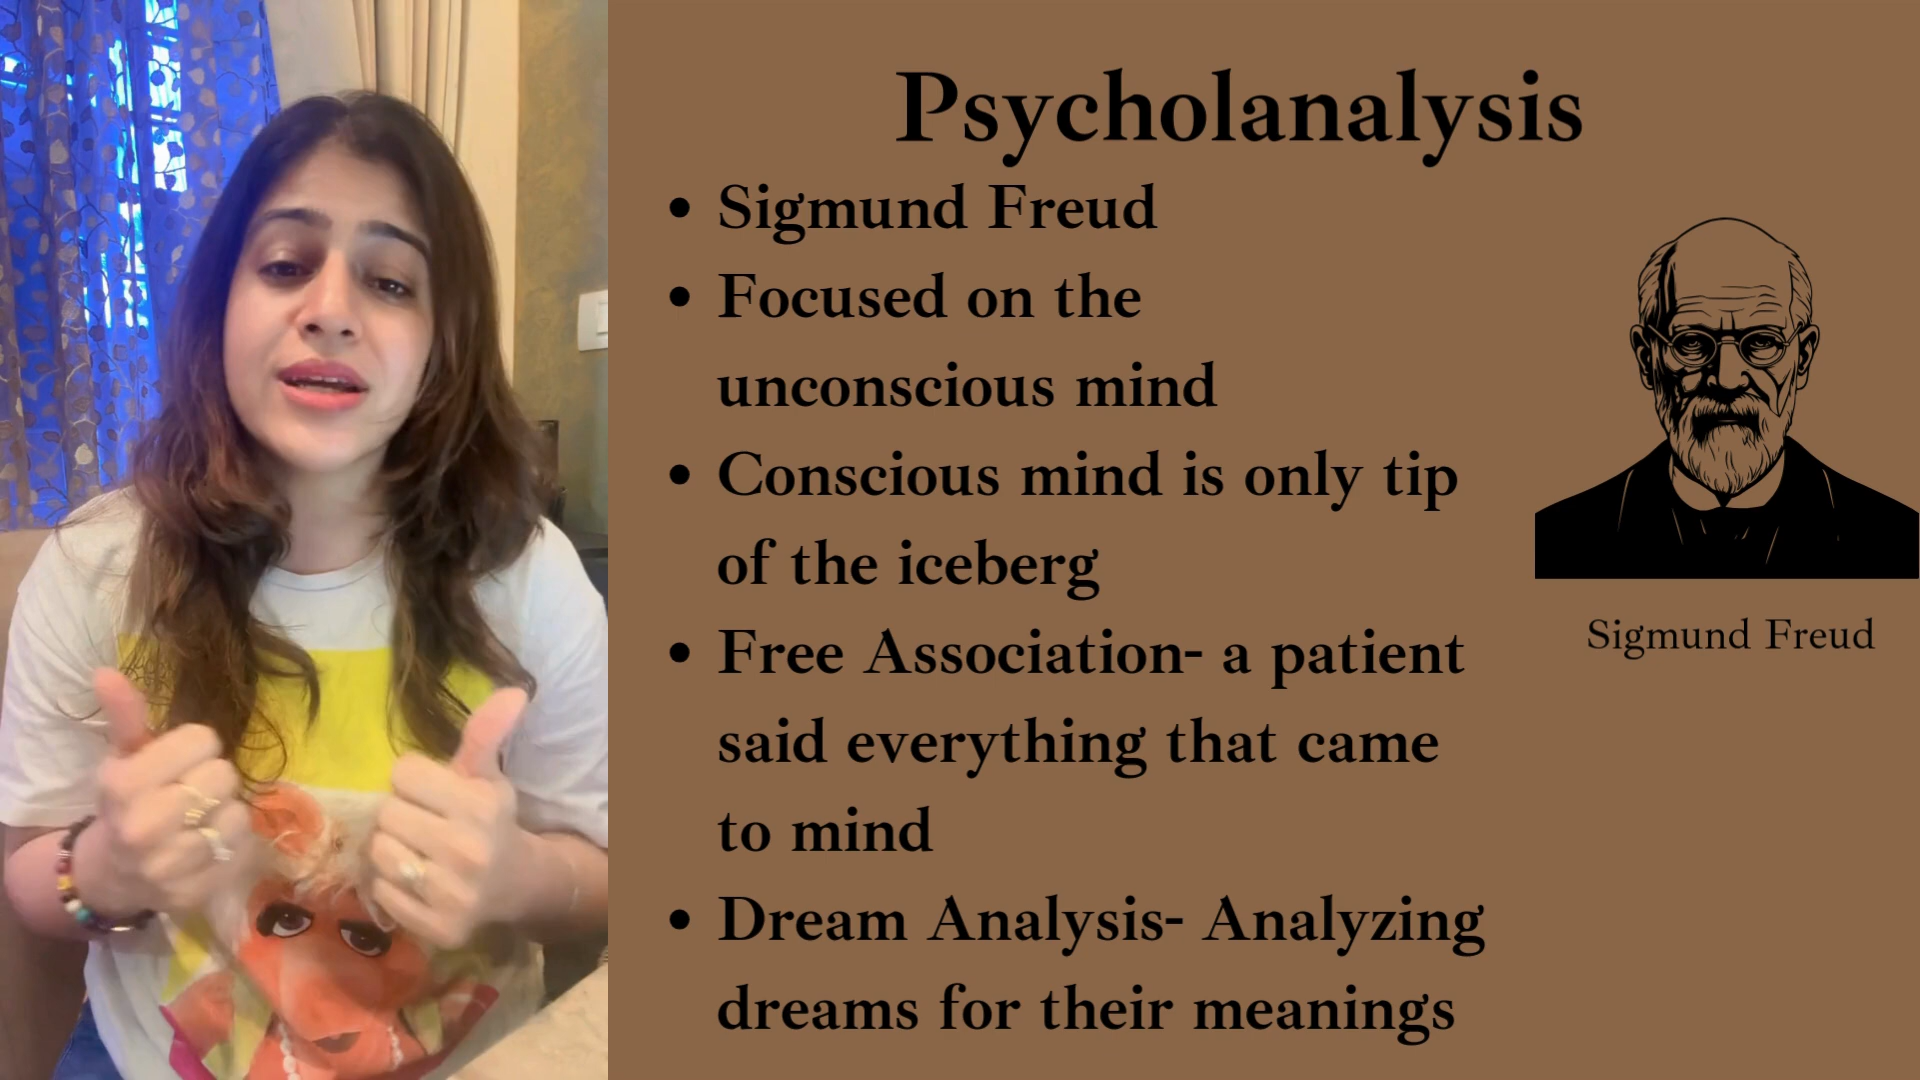 Psycholanalysis
• Sigmund Freud
• Focused on the
unconscious mind
• Conscious mind is only tip
of the iceberg
• Free Association- a patient
said everything that came
to mind
• Dream Analysis- Analyzing
dreams for their meanings
Sigmund Freud